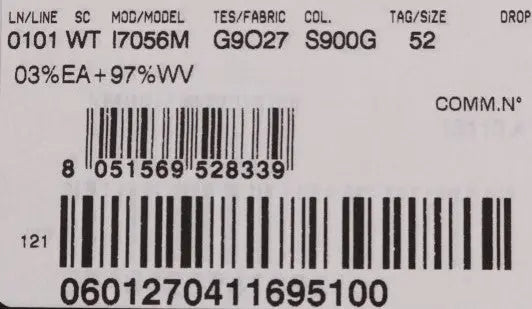 LN/LINE SC MOD/MODEL TES/FABRIC COL. TAG/SIZE DROP
0101 WT I7056M G9027 S900G 52
03%EA+97%WV
COMM.N°
8 051569 528339
121
0601270411695100